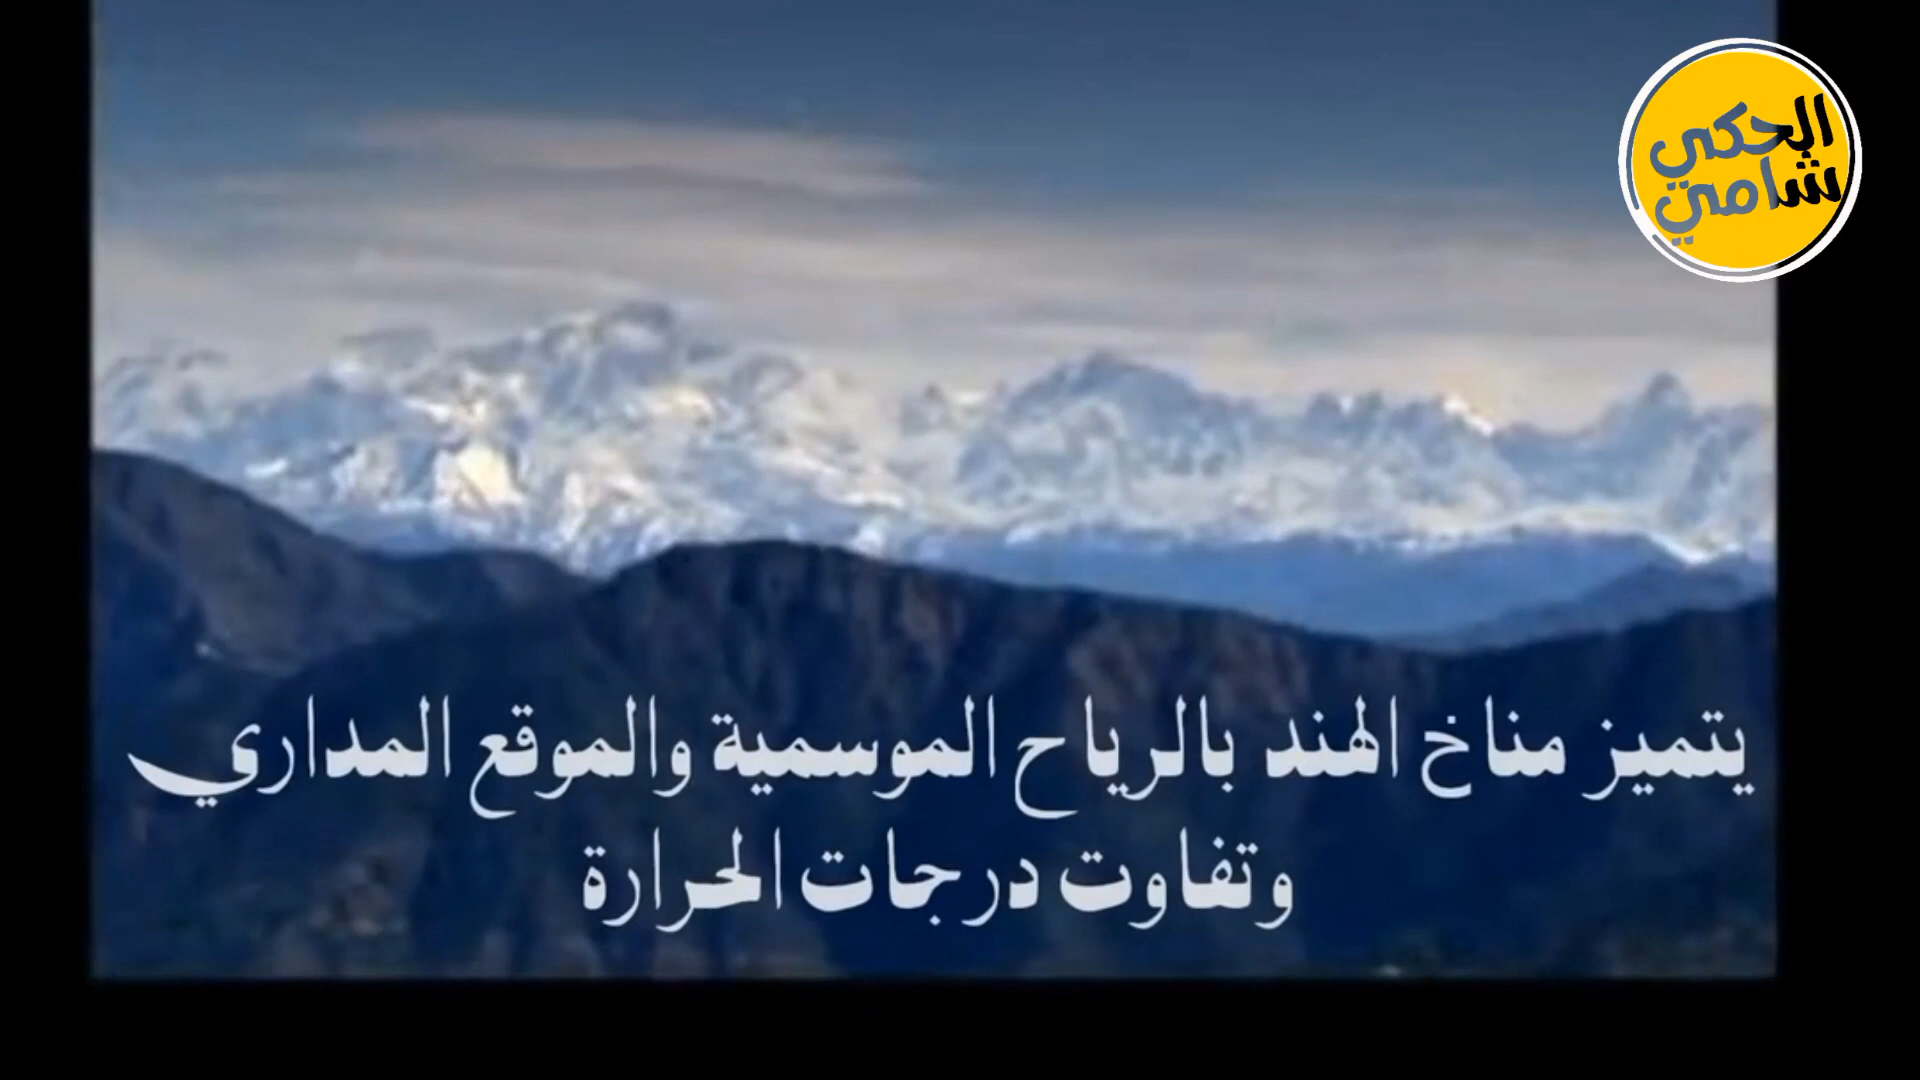 الحكي
شامي
يتميز مناخ الهند بالرياح الموسمية والموقع المداري
وتفاوت درجات الحرارة